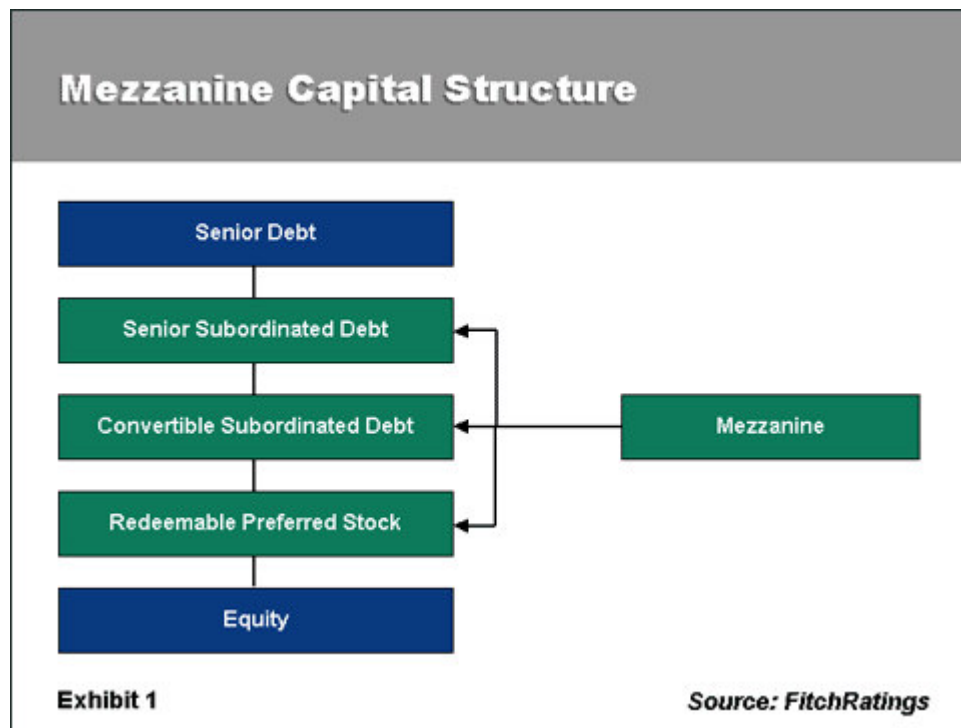 Mezzanine Capital Structure
Senior Debt
Senior Subordinated Debt
Convertible Subordinated Debt
Mezzanine
Redeemable Preferred Stock
Equity
Exhibit 1
Source: FitchRatings